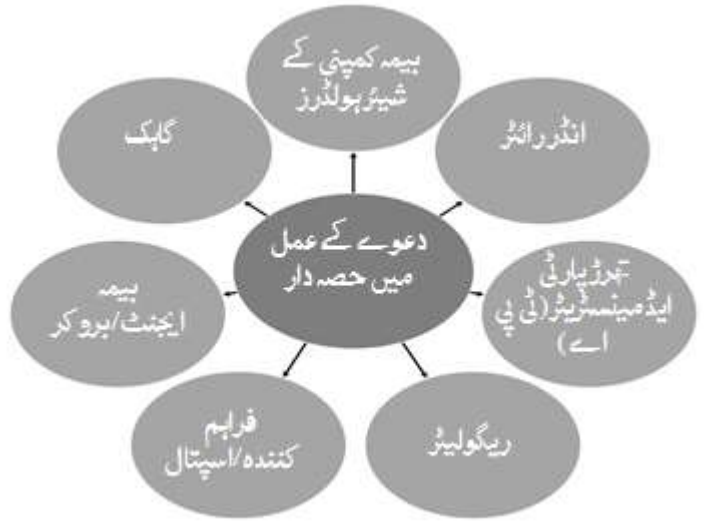 بیمہ کمپنی کے
شیئر ہولڈرز
گاہک
انڈر رائٹر
دعوے کے عمل
میں حصہ دار
بیمہ
ایجنٹ/بروکر
تھرڈ پارٹی
ایڈمینسٹریٹر (ٹی پی
اے)
فراہم
کنندہ/اسپتال
ریگولیٹر